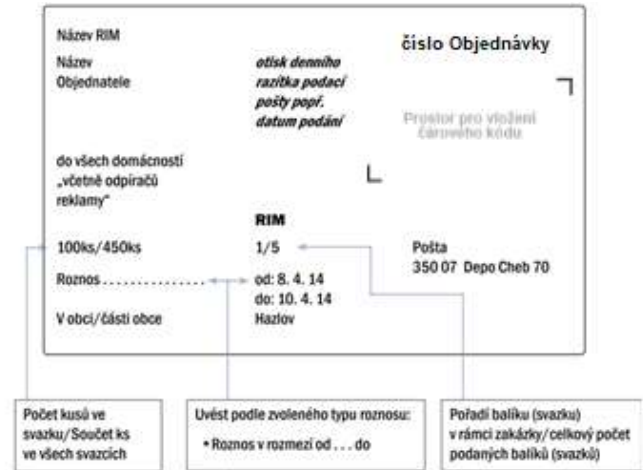 Název RIM
číslo Objednávky
Název
Objednatele
otisk denního
razítka podací
pošty popř.
datum podání
Prostor pro vložení
čárového kódu
do všech domácností
„včetně odpíračů
reklamy“
RIM
100ks/450ks
1/5
Pošta
350 07 Depo Cheb 70
Roznos....................
od: 8. 4. 14
do: 10. 4. 14
V obci/části obce
Hazlov
Počet kusů ve
svazku/Součet ks
ve všech svazcích
Uvést podle zvoleného typu roznosu:
• Roznos v rozmezí od . . . do
Pořadí balíku (svazku)
v rámci zakázky/celkový počet
podaných balíků (svazků)